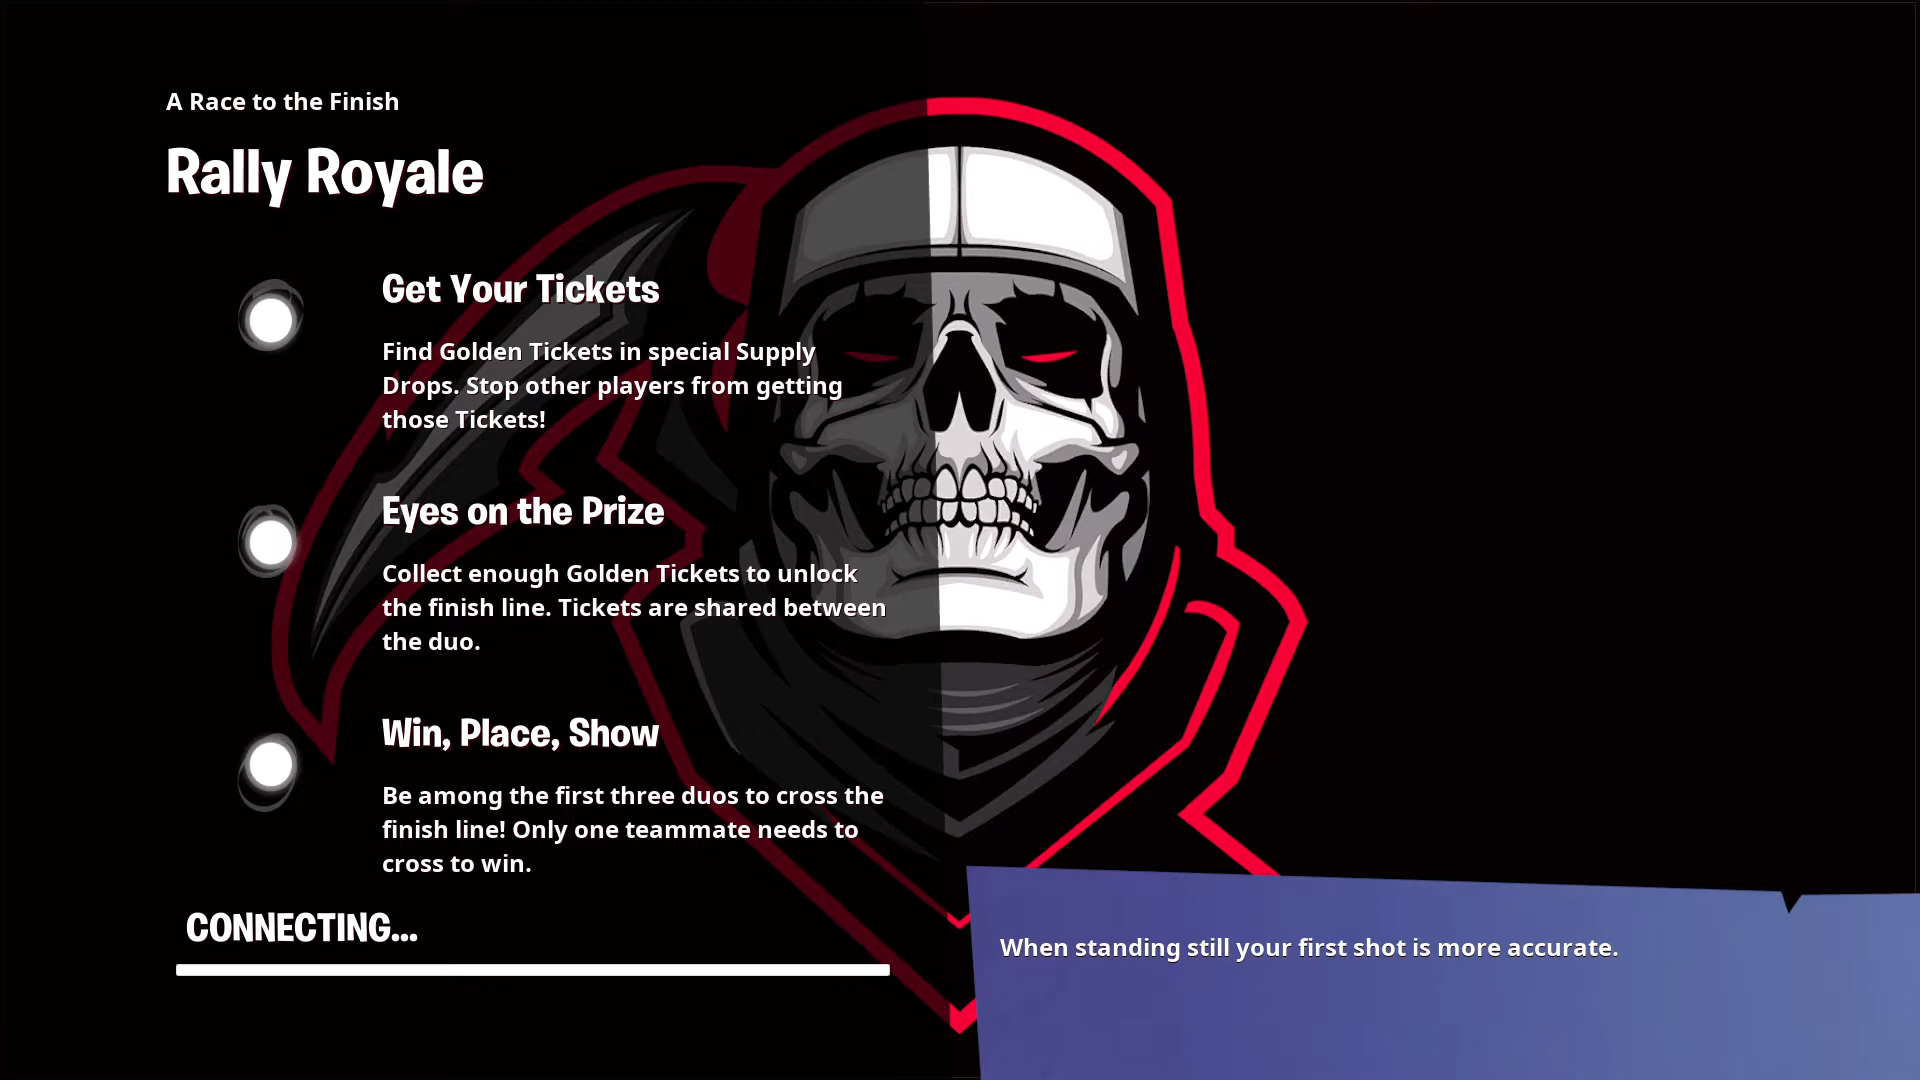 A Race to the Finish
Rally Royale
Get Your Tickets
Find Golden Tickets in special Supply
Drops. Stop other players from getting
those Tickets!
Eyes on the Prize
Collect enough Golden Tickets to unlock
the finish line. Tickets are shared between
the duo.
Win, Place, Show
Be among the first three duos to cross the
finish line! Only one teammate needs to
cross to win.
CONNECTING...
When standing still your first shot is more accurate.